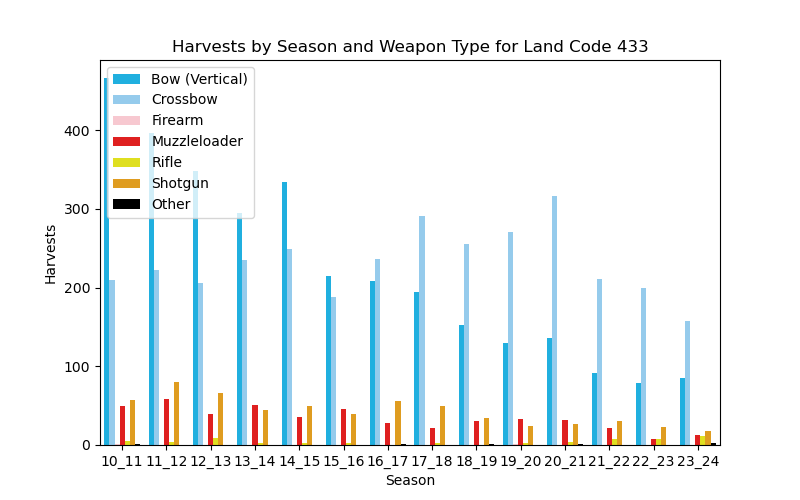 Harvests by Season and Weapon Type for Land Code 433
Bow (Vertical)
Crossbow
Firearm
Muzzleloader
Rifle
Shotgun
Other
Harvests
400
300
200
100
0
10_11 11_12 12_13 13_14 14_15 15_16 16_17 17_18 18_19 19_20 20_21 21_22 22_23 23_24
Season